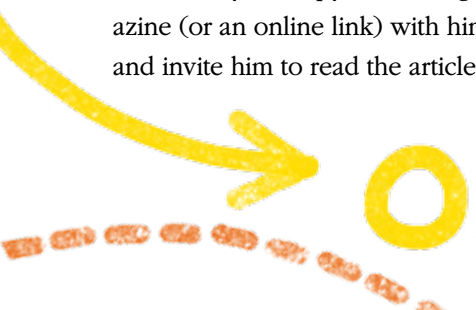 azine (or an online link) with
and invite him to read the article